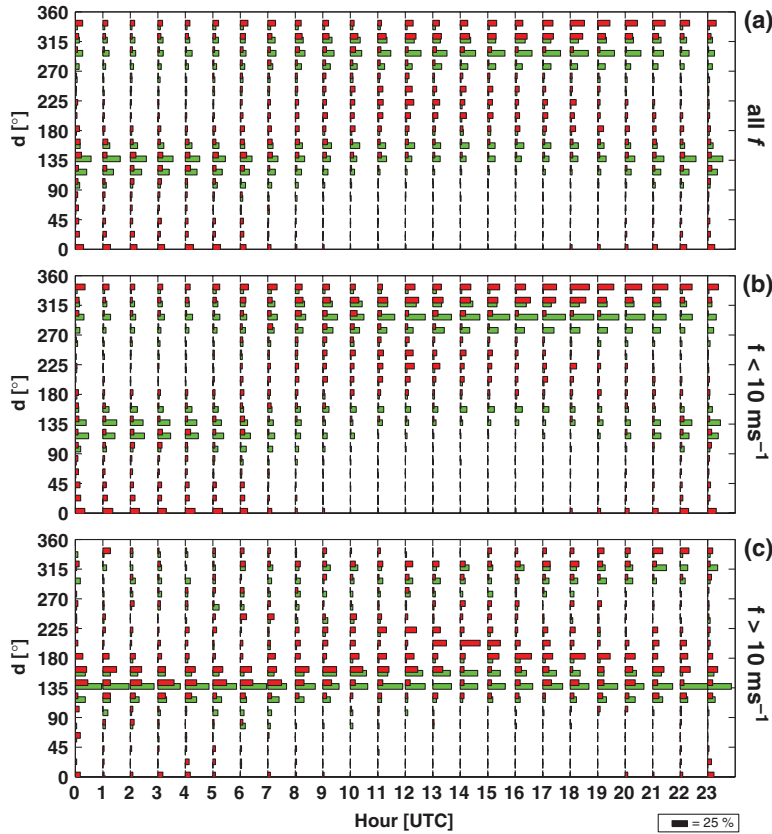 360
315
270
225
180
135
90
45
0
d [°]
(a)
all f
360
315
270
225
180
135
90
45
0
d [°]
(b)
f < 10 ms⁻¹
360
315
270
225
180
135
90
45
0
d [°]
(c)
f > 10 ms⁻¹
0 1 2 3 4 5 6 7 8 9 10 11 12 13 14 15 16 17 18 19 20 21 22 23
Hour [UTC]
= 25 %